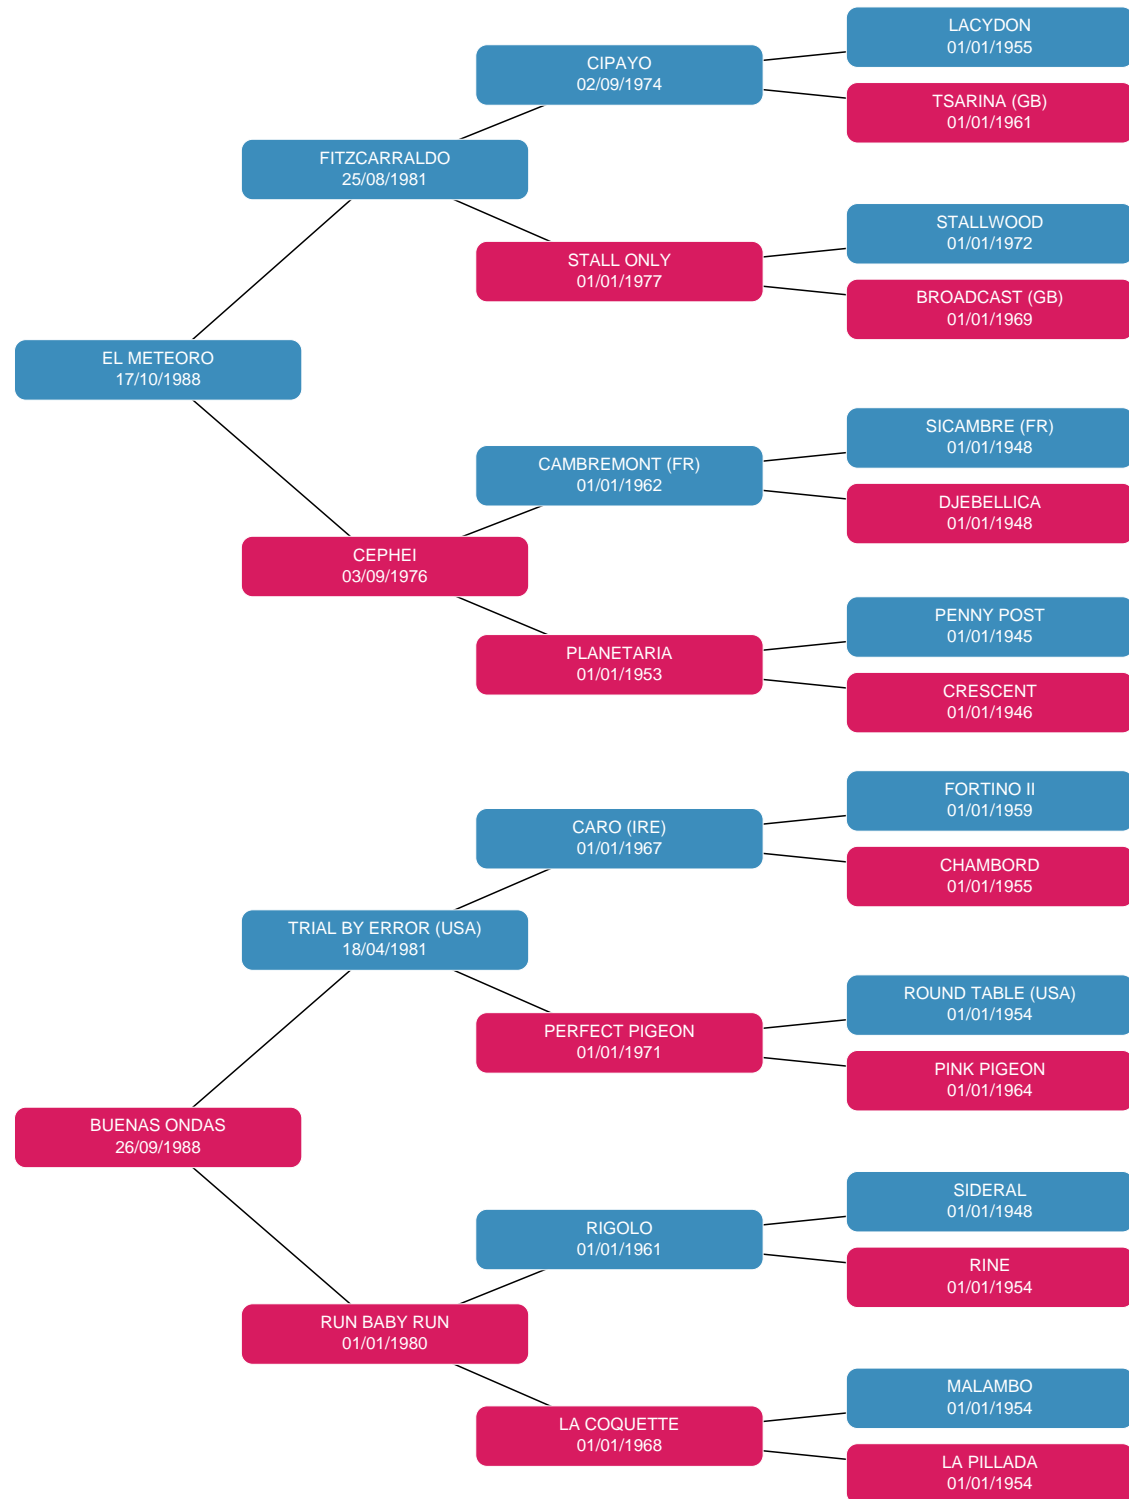 LACYDON
01/01/1955
CIPAYO
02/09/1974
TSARINA (GB)
01/01/1961
FITZCARRALDO
25/08/1981
STALLWOOD
01/01/1972
STALL ONLY
01/01/1977
BROADCAST (GB)
01/01/1969
EL METEORO
17/10/1988
SICAMBRE (FR)
01/01/1948
CAMBREMONT (FR)
01/01/1962
DJEBELLICA
01/01/1948
CEPHEI
03/09/1976
PENNY POST
01/01/1945
PLANETARIA
01/01/1953
CRESCENT
01/01/1946
FORTINO II
01/01/1959
CARO (IRE)
01/01/1967
CHAMBORD
01/01/1955
TRIAL BY ERROR (USA)
18/04/1981
ROUND TABLE (USA)
01/01/1954
PERFECT PIGEON
01/01/1971
PINK PIGEON
01/01/1964
BUENAS ONDAS
26/09/1988
SIDERAL
01/01/1948
RIGOLO
01/01/1961
RINE
01/01/1954
RUN BABY RUN
01/01/1980
MALAMBO
01/01/1954
LA COQUETTE
01/01/1968
LA PILLADA
01/01/1954